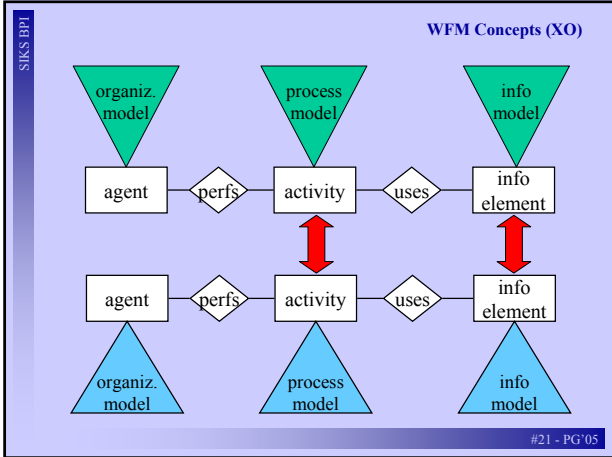 SIKS BPI
WFM Concepts (XO)
organiz.
model
process
model
info
model
agent
perfs
activity
uses
info
element
agent
perfs
activity
uses
info
element
organiz.
model
process
model
info
model
#21 - PG'05